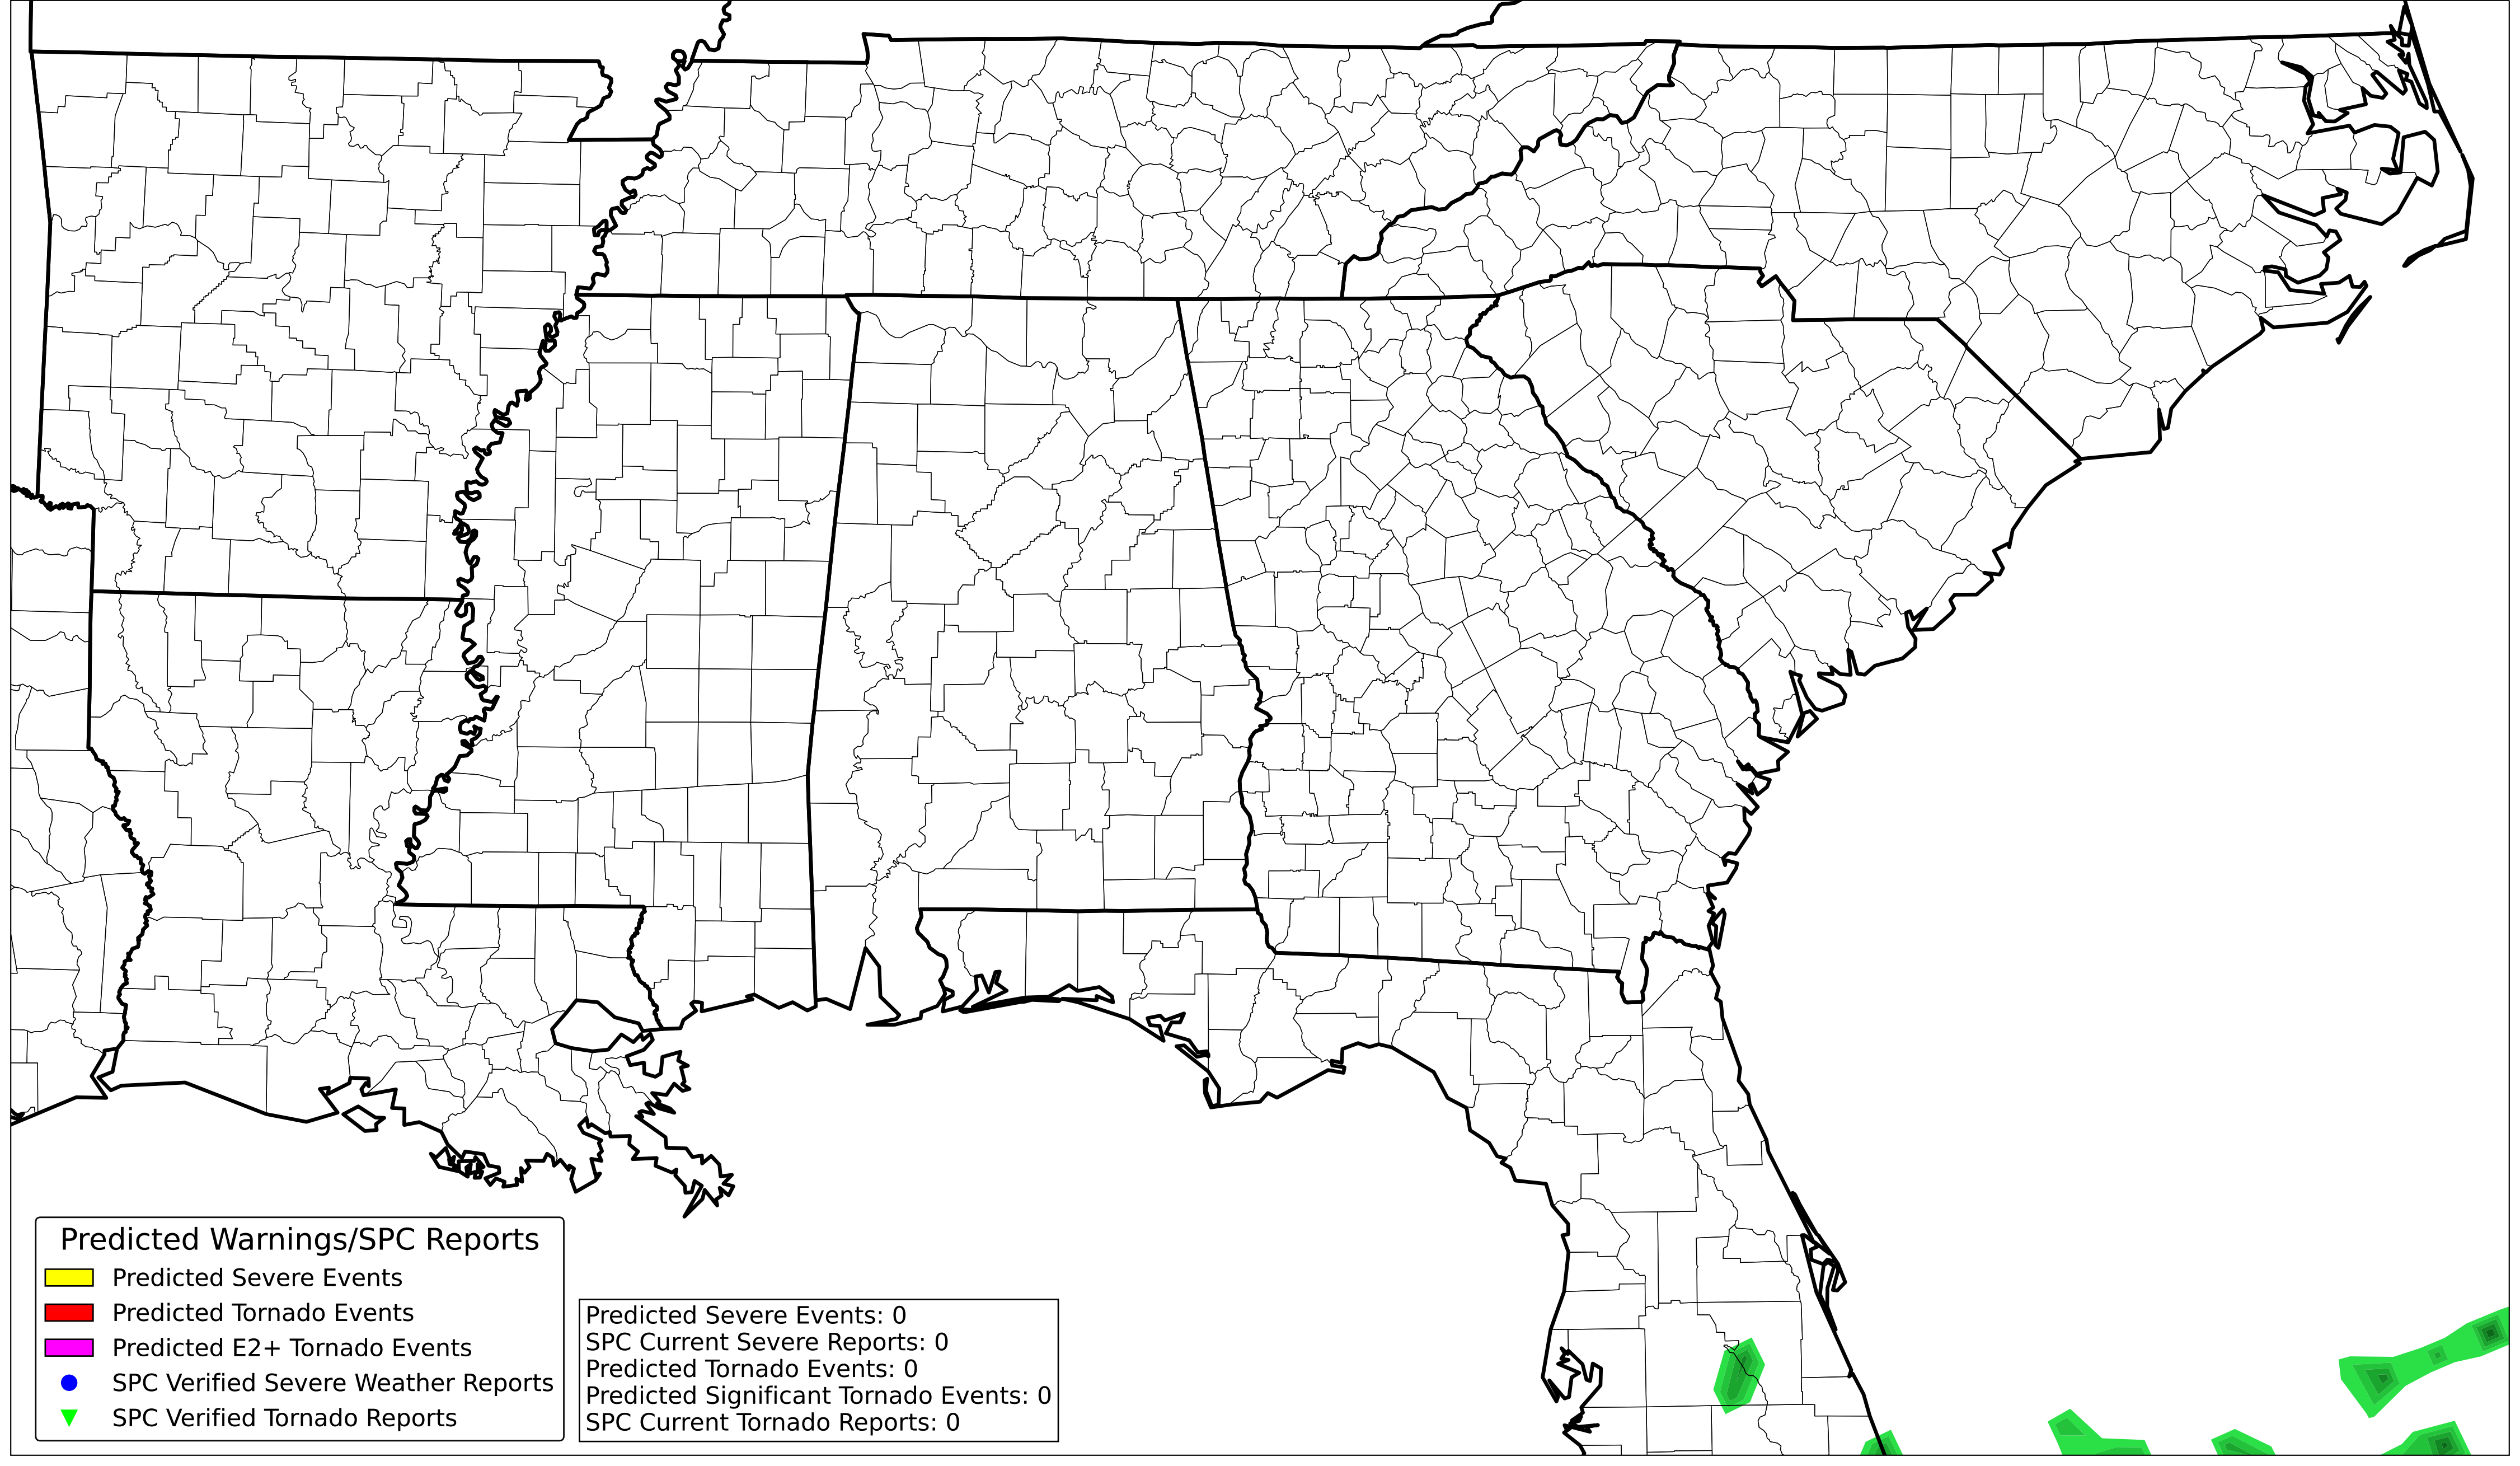 Predicted Warnings/SPC Reports
Predicted Severe Events
Predicted Tornado Events
Predicted E2+ Tornado Events
SPC Verified Severe Weather Reports
SPC Verified Tornado Reports
Predicted Severe Events: 0
SPC Current Severe Reports: 0
Predicted Tornado Events: 0
Predicted Significant Tornado Events: 0
SPC Current Tornado Reports: 0